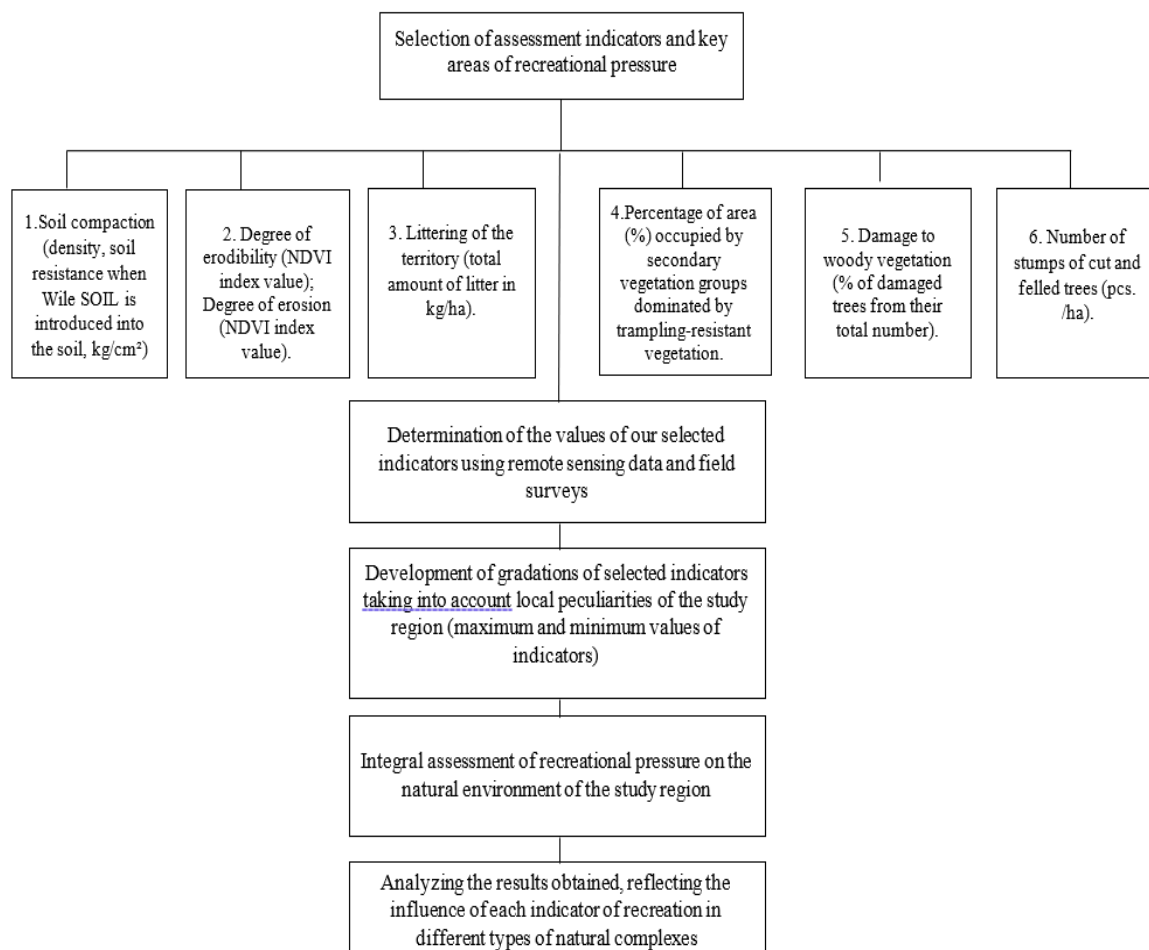 Selection of assessment indicators and key
areas of recreational pressure
1.Soil compaction
(density, soil
resistance when
Wile SOIL is
introduced into
the soil, kg/cm²)
2. Degree of
erodibility (NDVI
index value);
Degree of erosion
(NDVI index
value).
3. Littering of the
territory (total
amount of litter in
kg/ha).
4.Percentage of area
(%) occupied by
secondary
vegetation groups
dominated by
trampling-resistant
vegetation.
5. Damage to
woody vegetation
(% of damaged
trees from their
total number).
6. Number of
stumps of cut and
felled trees (pcs.
/ha).
Determination of the values of our selected
indicators using remote sensing data and field
surveys
Development of gradations of selected indicators
taking into account local peculiarities of the study
region (maximum and minimum values of
indicators)
Integral assessment of recreational pressure on the
natural environment of the study region
Analyzing the results obtained, reflecting the
influence of each indicator of recreation in
different types of natural complexes